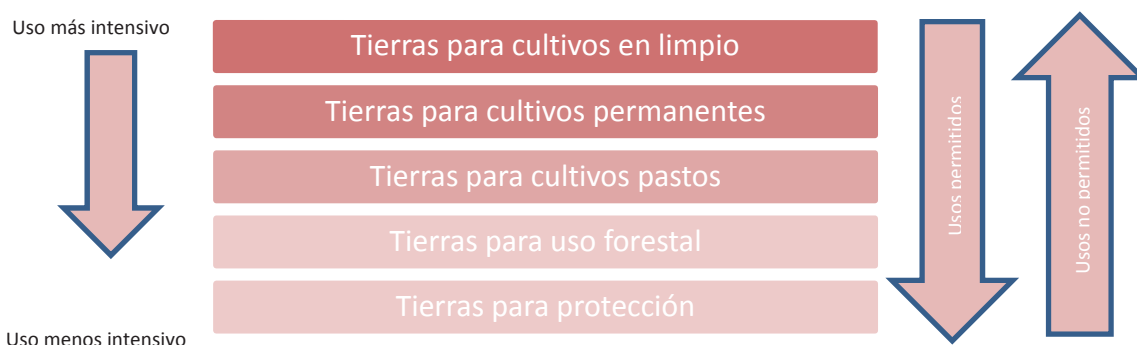 Uso más intensivo
Tierras para cultivos en limpio
Tierras para cultivos permanentes
Tierras para cultivos pastos
Tierras para uso forestal
Tierras para protección
Uso menos intensivo
Usos permitidos
Usos no permitidos